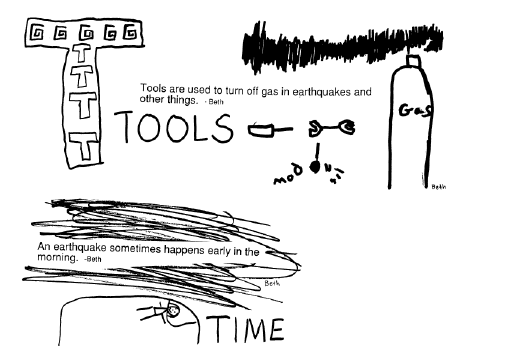 G G G G G
T
T
T
T
Tools are used to turn off gas in earthquakes and
other things. -Beth
TOOLS
Gas
Beth
An earthquake sometimes happens early in the
morning. -Beth
Beth
TIME